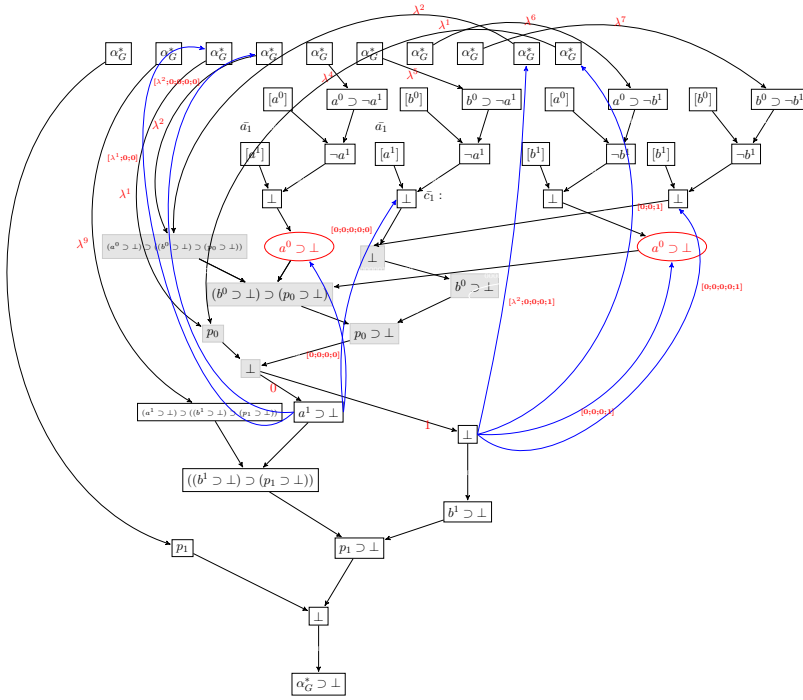 λ² λ¹ λ⁶ λ⁷
α*_G α*_G α*_G α*_G α*_G α*_G α*_G α*_G α*_G α*_G
[λ²;0;0;0;0] λ⁴ λ⁵
[a⁰] a⁰ ⊃ ¬a¹ [b⁰] b⁰ ⊃ ¬a¹ [a⁰] a⁰ ⊃ ¬b¹ [b⁰] b⁰ ⊃ ¬b¹
λ² ā₁ ā₁
[λ¹;0;0] [a¹] ¬a¹ [a¹] ¬a¹ [b¹] ¬b¹ [b¹] ¬b¹
λ¹ ⊥ ⊥ c̄₁ : ⊥ ⊥
[0;0;1]
[0;0;0;0;0]
λ⁹ (a⁰ ⊃ ⊥) ⊃ ((b⁰ ⊃ ⊥) ⊃ (p₀ ⊃ ⊥)) a⁰ ⊃ ⊥ ⊥ a⁰ ⊃ ⊥
(b⁰ ⊃ ⊥) ⊃ (p₀ ⊃ ⊥) b⁰ ⊃ ⊥ [0;0;0;0;1]
[λ²;0;0;0;1]
p₀ p₀ ⊃ ⊥
[0;0;0;0]
⊥
0
(a¹ ⊃ ⊥) ⊃ ((b¹ ⊃ ⊥) ⊃ (p₁ ⊃ ⊥)) a¹ ⊃ ⊥ [0;0;0;1]
1 ⊥
((b¹ ⊃ ⊥) ⊃ (p₁ ⊃ ⊥))
b¹ ⊃ ⊥
p₁ p₁ ⊃ ⊥
⊥
α*_G ⊃ ⊥